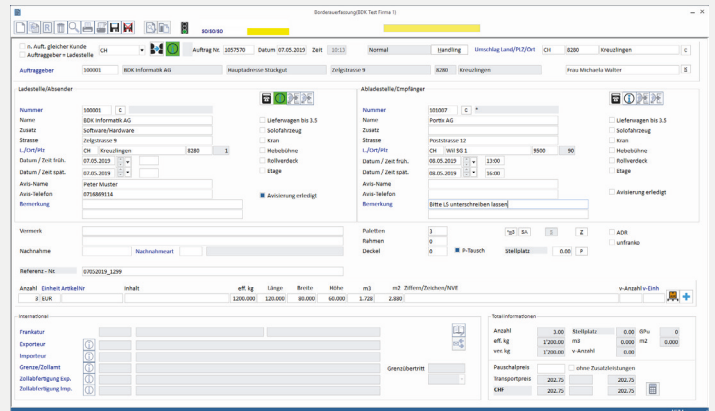 Bordereauerfassung(BDK Test Firma 1)
30/30/30
n. Auft. gleicher Kunde
Auftraggeber = Ladestelle
CH
Auftrag Nr. 1057570 Datum 07.05.2019 Zeit 10:13 Normal Handling Umschlag Land/PLZ/Ort CH 8280 Kreuzlingen c
Auftraggeber 100001 BDK Informatik AG Hauptadresse Stückgut Zelgstrasse 9 8280 Kreuzlingen Frau Michaela Walter S
Ladestelle/Absender
Nummer 100001 c
Name BDK Informatik AG
Zusatz Software/Hardware
Strasse Zelgstrasse 9
L./Ort/Plz CH Kreuzlingen 8280 1
Datum / Zeit früh. 07.05.2019
Datum / Zeit spät. 07.05.2019
Avis-Name Peter Muster
Avis-Telefon 0716869114
Bemerkung
Lieferwagen bis 3.5
Solofahrzeug
Kran
Hebebühne
Rollverdeck
Etage
Avisierung erledigt
Abladestelle/Empfänger
Nummer 101007 c *
Name Portix AG
Zusatz
Strasse Poststrasse 12
L./Ort/Plz CH Wil SG 1 9500 90
Datum / Zeit früh. 08.05.2019 13:00
Datum / Zeit spät. 08.05.2019 16:00
Avis-Name
Avis-Telefon
Bemerkung Bitte LS unterschreiben lassen
Lieferwagen bis 3.5
Solofahrzeug
Kran
Hebebühne
Rollverdeck
Etage
Avisierung erledigt
Vermerk
Nachnahme Nachnahmeart
Referenz - Nr. 07052019_1299
Paletten 3 Z
Rahmen 0
Deckel 0 P-Tausch Stellplatz 0.00 P
ADR
unfranko
Anzahl Einheit ArtikelNr Inhalt eff. kg Länge Breite Höhe m3 m2 Ziffern/Zeichen/NVE v-Anzahl v-Einh
3 EUR 1200.000 120.000 80.000 60.000 1.728 2.880
International
Frankatur
Exporteur
Importeur
Grenze/Zollamt
Zollabfertigung Exp.
Zollabfertigung Imp.
Grenzübertritt
Totalinformationen
Anzahl 3.00 Stellplatz 0.00 GPu 0
eff. kg 1'200.00 m3 0.000 m2 0.000
ver. kg 1'200.00 v-Anzahl 0.00
Pauschalpreis ohne Zusatzleistungen
Transportpreis 202.75 202.75
CHF 202.75 202.75